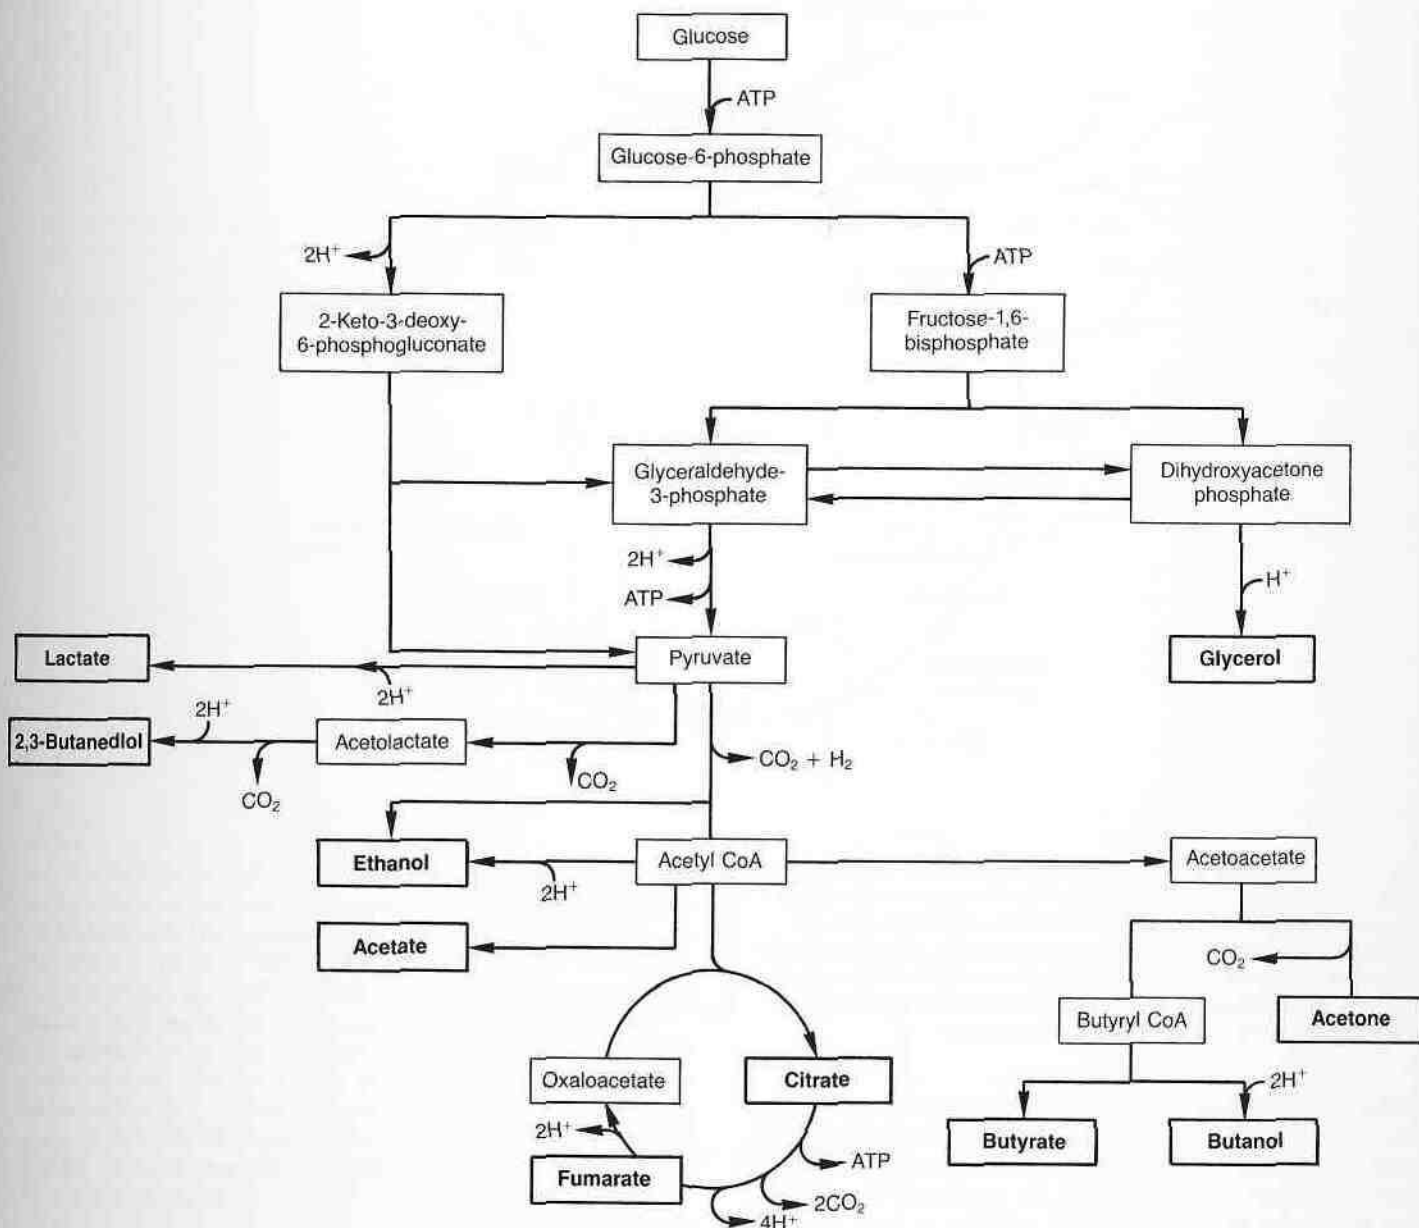 Glucose
ATP
Glucose-6-phosphate
2H⁺
ATP
2-Keto-3-deoxy-
6-phosphogluconate
Fructose-1,6-
bisphosphate
Glyceraldehyde-
3-phosphate
Dihydroxyacetone
phosphate
2H⁺
ATP
H⁺
Lactate
Pyruvate
Glycerol
2H⁺
2H⁺
2,3-Butanedlol
Acetolactate
CO₂ + H₂
CO₂
CO₂
Ethanol
Acetyl CoA
Acetoacetate
2H⁺
Acetate
CO₂
Butyryl CoA
Acetone
Oxaloacetate
Citrate
2H⁺
2H⁺
Butyrate
Butanol
ATP
Fumarate
2CO₂
4H⁺